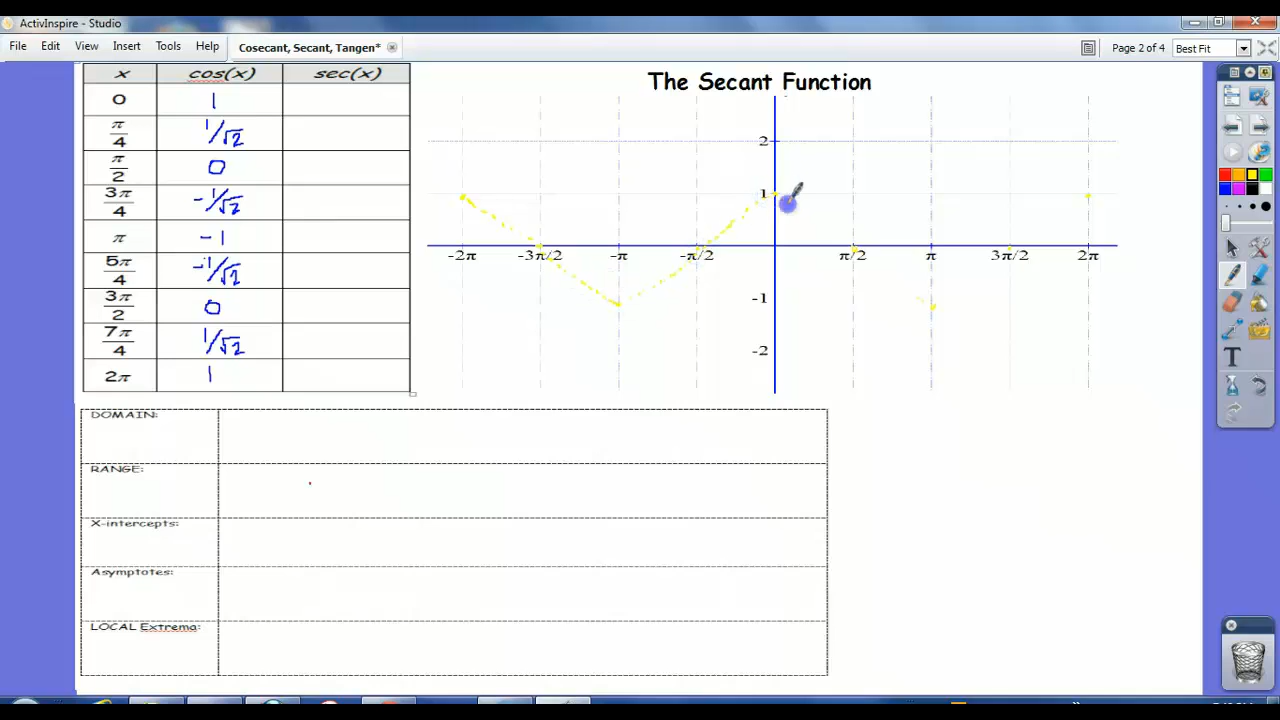 ActivInspire - Studio
File Edit View Insert Tools Help
Cosecant, Secant, Tangen*
Page 2 of 4
Best Fit
The Secant Function
x cos(x) sec(x)
0 1
π/4 1/√2
π/2 0
3π/4 -1/√2
π -1
5π/4 -1/√2
3π/2 0
7π/4 1/√2
2π 1
2
1
-2π -3π/2 -π -π/2 π/2 π 3π/2 2π
-1
-2
DOMAIN:
RANGE:
X-intercepts:
Asymptotes:
LOCAL Extrema:
T